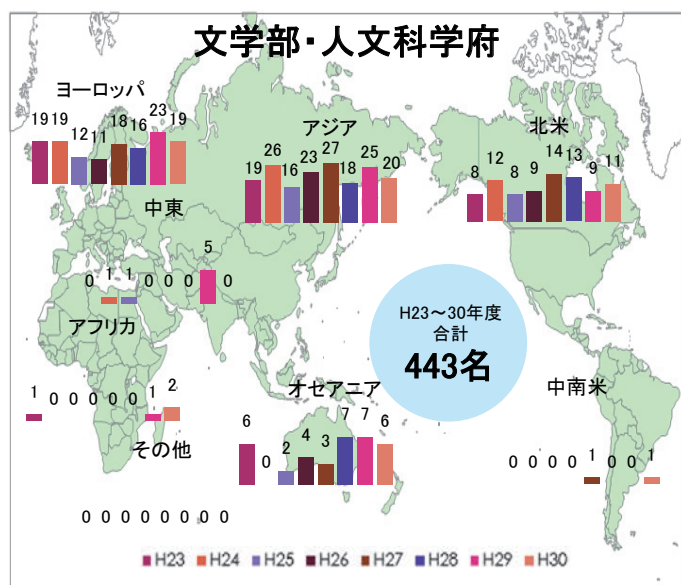 文学部・人文科学府
ヨーロッパ
19 19 12 11 18 16 23 19
アジア
19 26 16 23 27 18 25 20
北米
8 12 8 9 14 13 9 11
中東
0 1 1 0 0 0 5 0
H23～30年度
合計
443名
アフリカ
1 0 0 0 0 0 1 2
オセアニア
6 0 2 4 3 7 7 6
中南米
0 0 0 0 1 0 0 1
その他
0 0 0 0 0 0 0 0
H23 H24 H25 H26 H27 H28 H29 H30